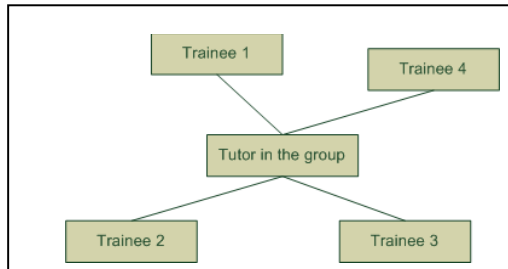 Trainee 1
Trainee 4
Tutor in the group
Trainee 2
Trainee 3